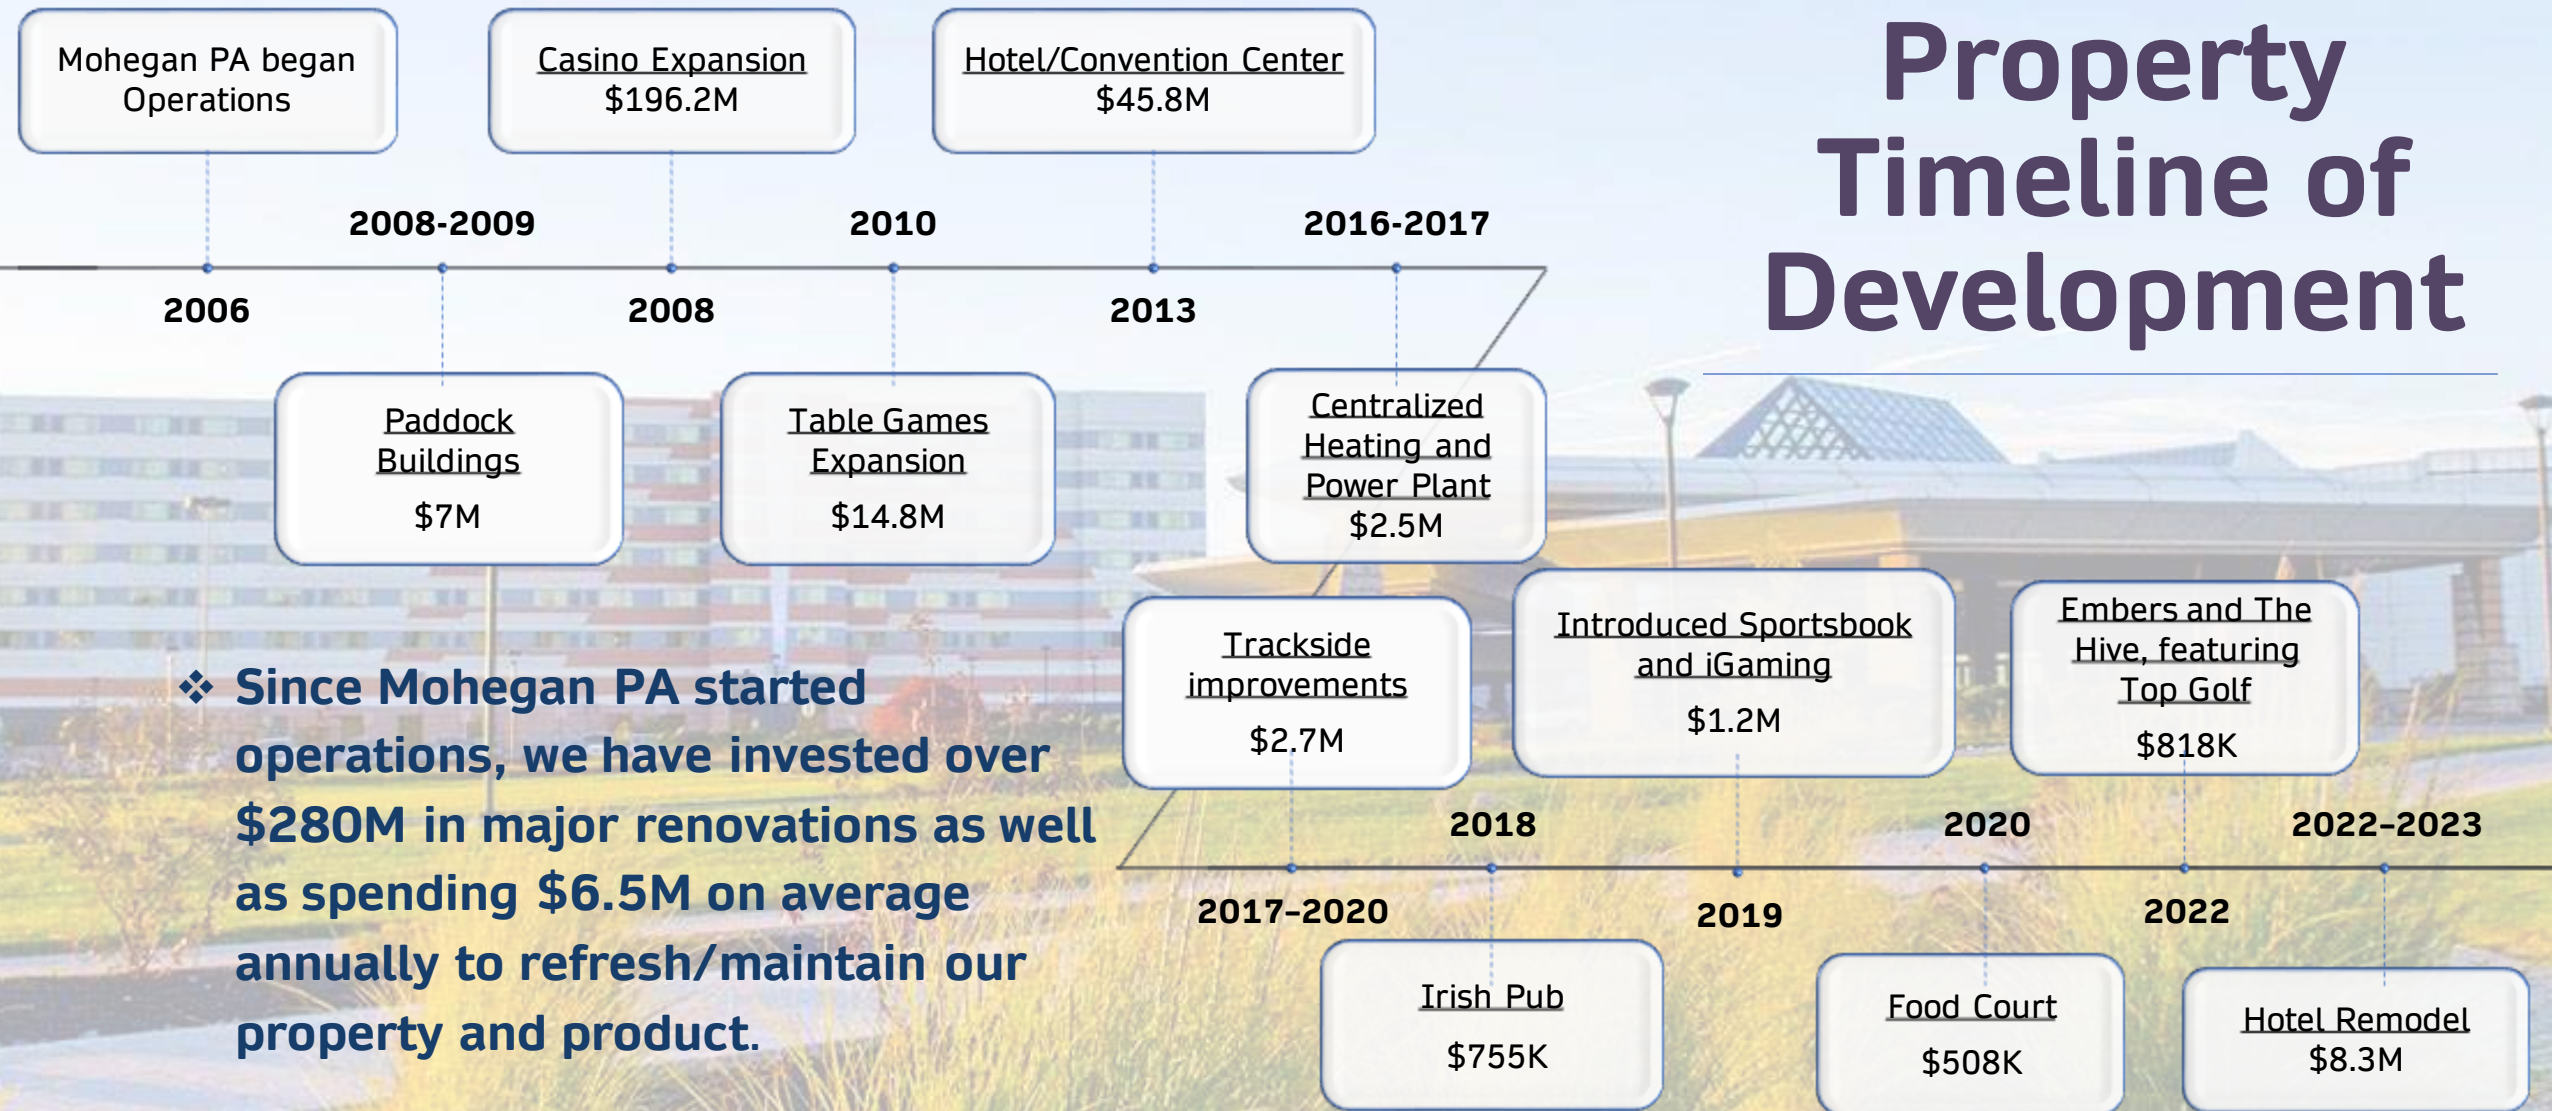 Property
Timeline of
Development
Mohegan PA began
Operations
2006
2008-2009
Paddock
Buildings
$7M
Casino Expansion
$196.2M
2008
2010
Table Games
Expansion
$14.8M
Hotel/Convention Center
$45.8M
2013
2016-2017
Centralized
Heating and
Power Plant
$2.5M
Trackside
improvements
$2.7M
2017–2020
2018
Irish Pub
$755K
Introduced Sportsbook
and iGaming
$1.2M
2019
2020
Food Court
$508K
Embers and The
Hive, featuring
Top Golf
$818K
2022
2022–2023
Hotel Remodel
$8.3M
❖ Since Mohegan PA started
operations, we have invested over
$280M in major renovations as well
as spending $6.5M on average
annually to refresh/maintain our
property and product.